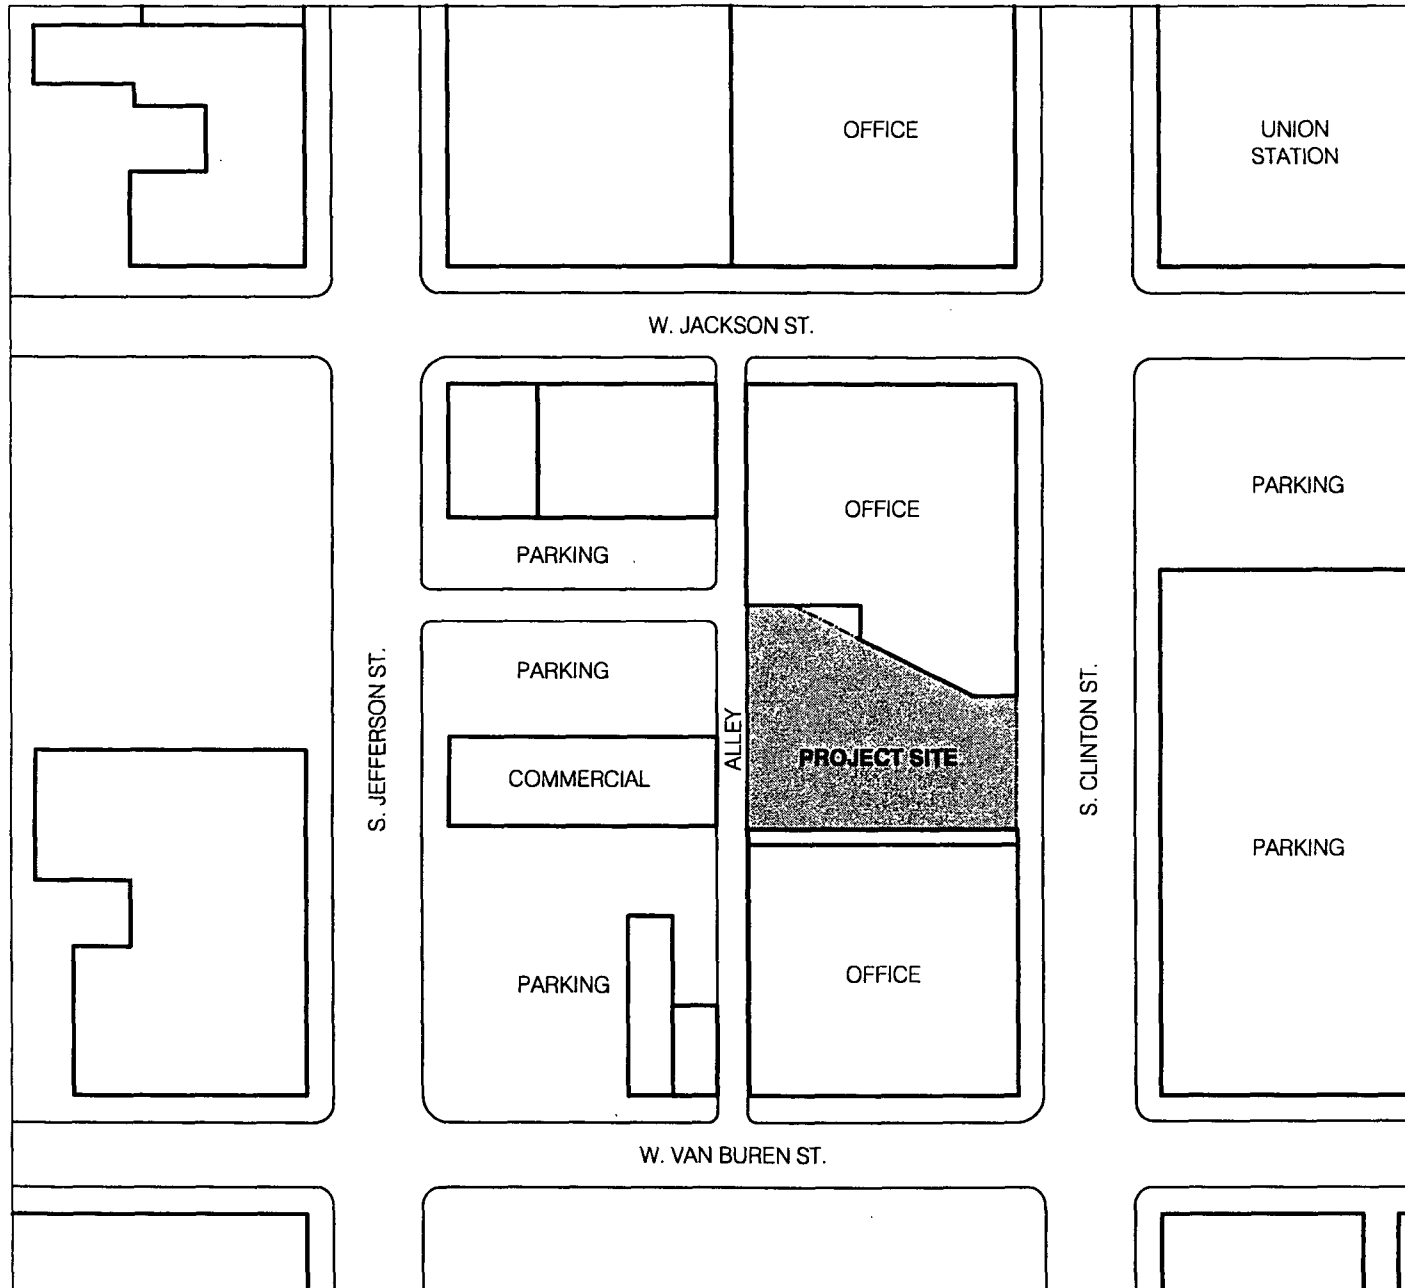 OFFICE
UNION
STATION
W. JACKSON ST.
PARKING
OFFICE
PARKING
PARKING
S. JEFFERSON ST.
ALLEY
S. CLINTON ST.
PROJECT SITE
COMMERCIAL
PARKING
OFFICE
PARKING
W. VAN BUREN ST.